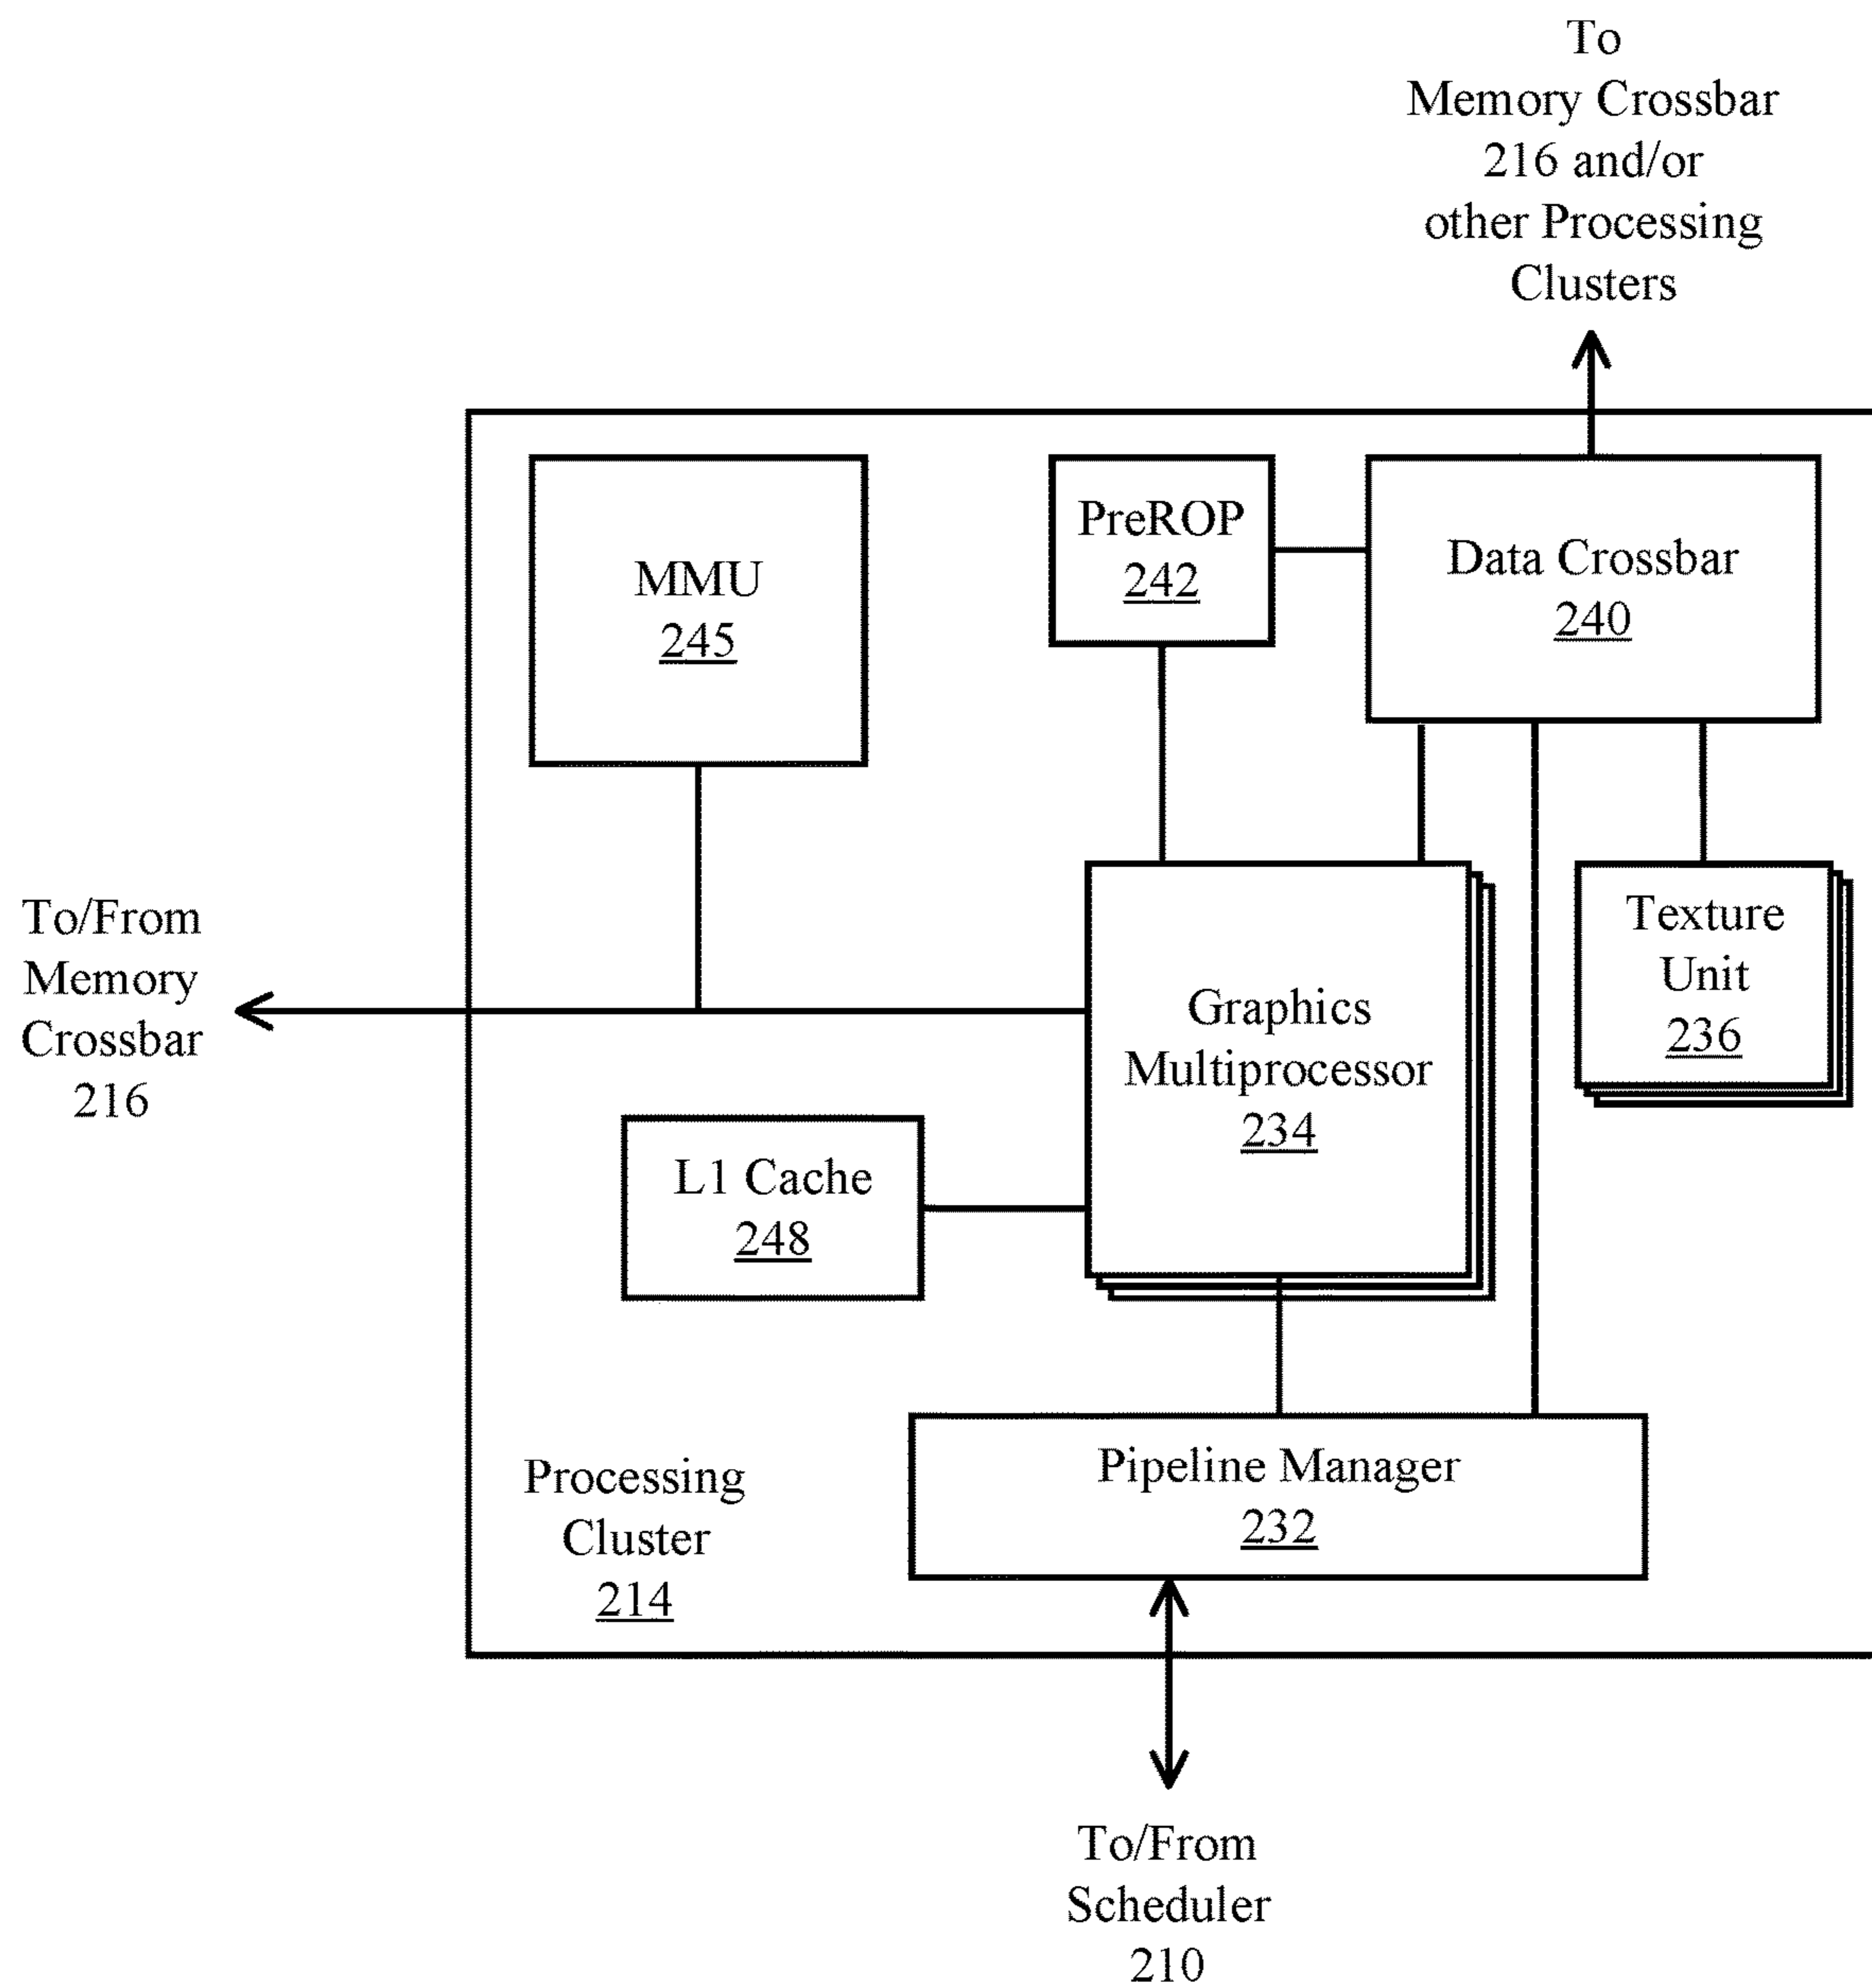 To
Memory Crossbar
216 and/or
other Processing
Clusters
MMU
245
PreROP
242
Data Crossbar
240
To/From
Memory
Crossbar
216
Graphics
Multiprocessor
234
Texture
Unit
236
L1 Cache
248
Pipeline Manager
232
Processing
Cluster
214
To/From
Scheduler
210